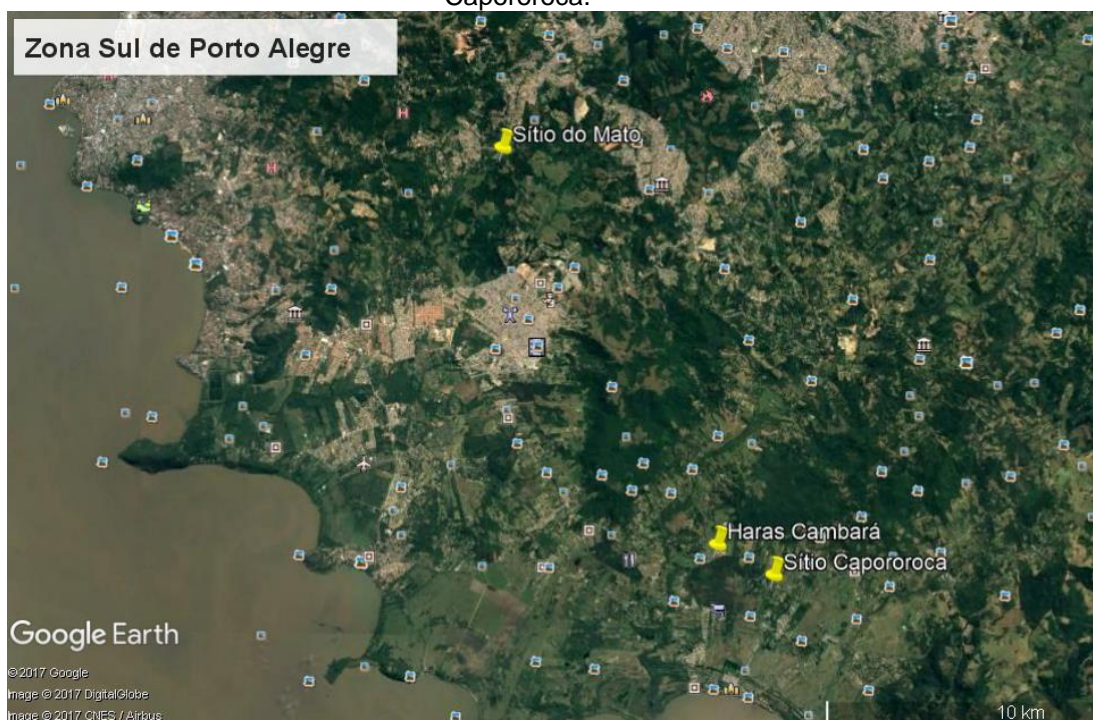 Capororoca.
Zona Sul de Porto Alegre
Sítio do Mato
Haras Cambará
Sítio Capororoca
Google Earth
© 2017 Google
Image © 2017 DigitalGlobe
Image © 2017 CNES / Airbus
10 km